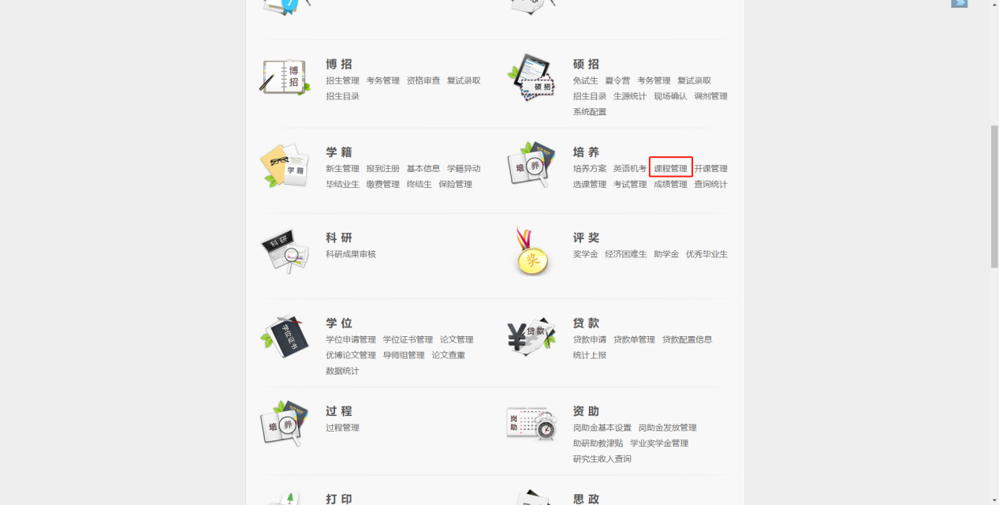 博招
博 招
招生管理 考务管理 资格审查 复试录取
招生目录
硕招
硕 招
免试生 夏令营 考务管理 复试录取
招生目录 生源统计 现场确认 调剂管理
系统配置
学籍
学 籍
新生管理 报到注册 基本信息 学籍异动
毕结业生 缴费管理 终结生 保险管理
培养
培 养
培养方案 英语机考 课程管理 开课管理
选课管理 考试管理 成绩管理 查询统计
科研
科 研
科研成果审核
奖
评 奖
奖学金 经济困难生 助学金 优秀毕业生
学位证书
学 位
学位申请管理 学位证书管理 论文管理
优博论文管理 导师组管理 论文查重
数据统计
¥贷款
贷 款
贷款申请 贷款单管理 贷款配置信息
统计上报
培养
过 程
过程管理
岗助
资 助
岗助金基本设置 岗助金发放管理
助研助教津贴 学业奖学金管理
研究生收入查询
打 印
思 政